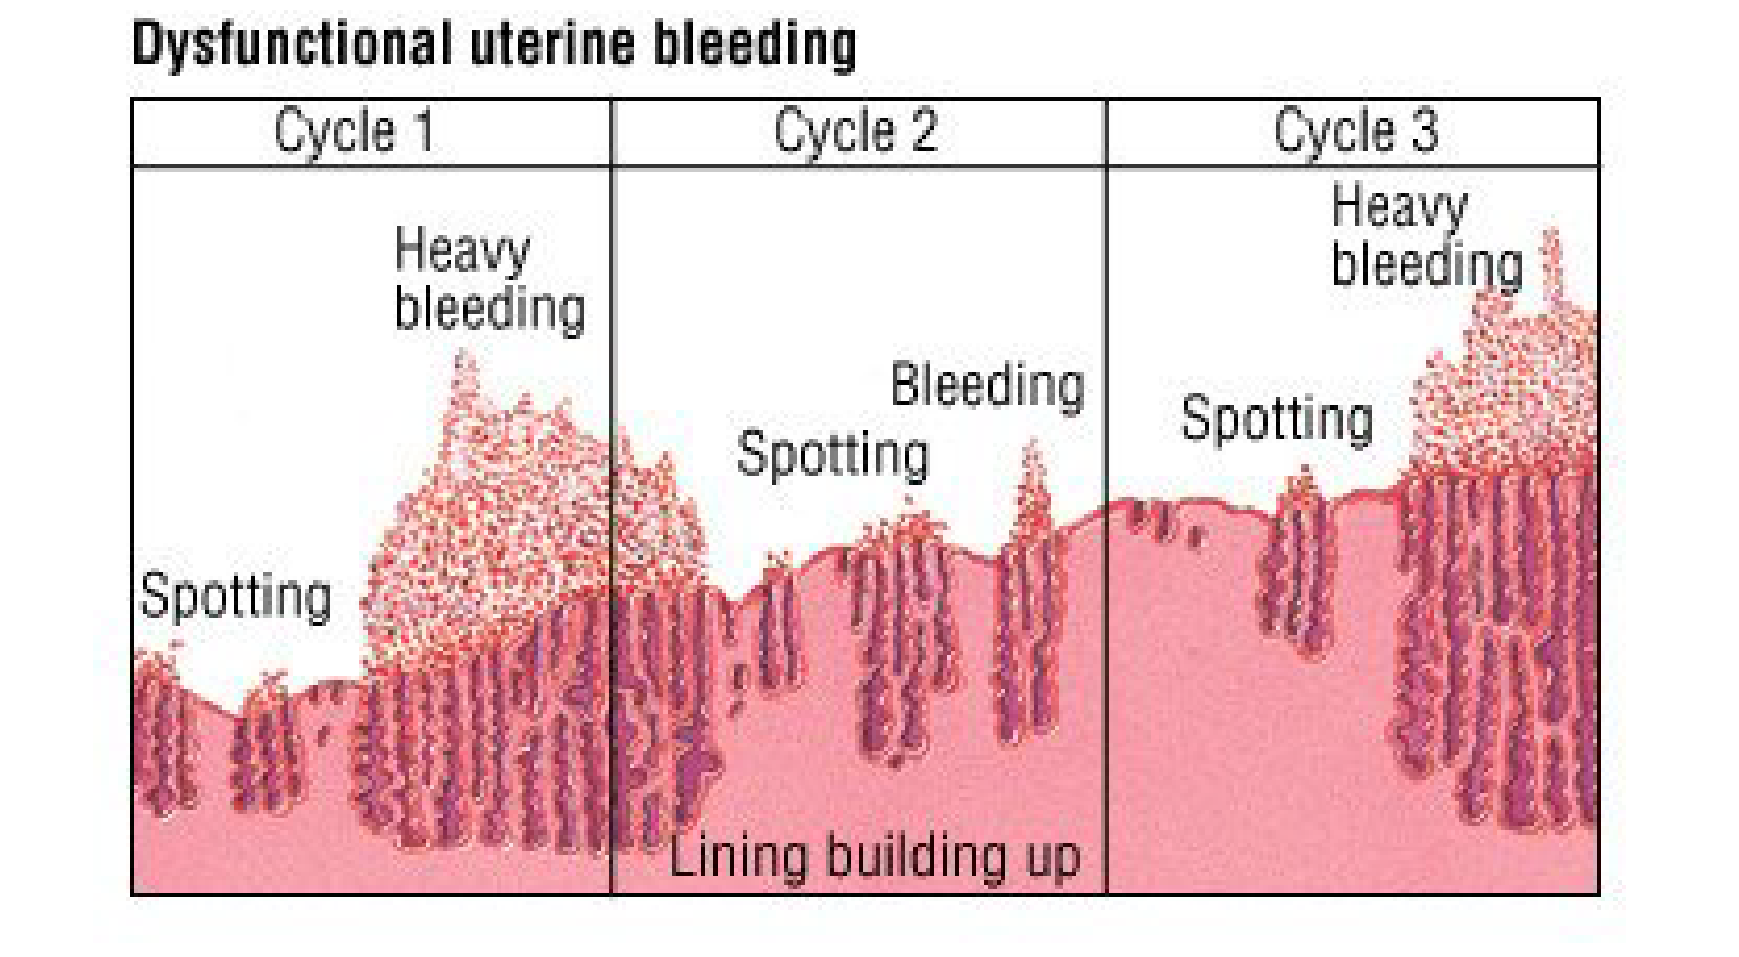 Dysfunctional uterine bleeding
Cycle 1
Cycle 2
Cycle 3
Spotting
Heavy
bleeding
Spotting
Bleeding
Lining building up
Spotting
Heavy
bleeding